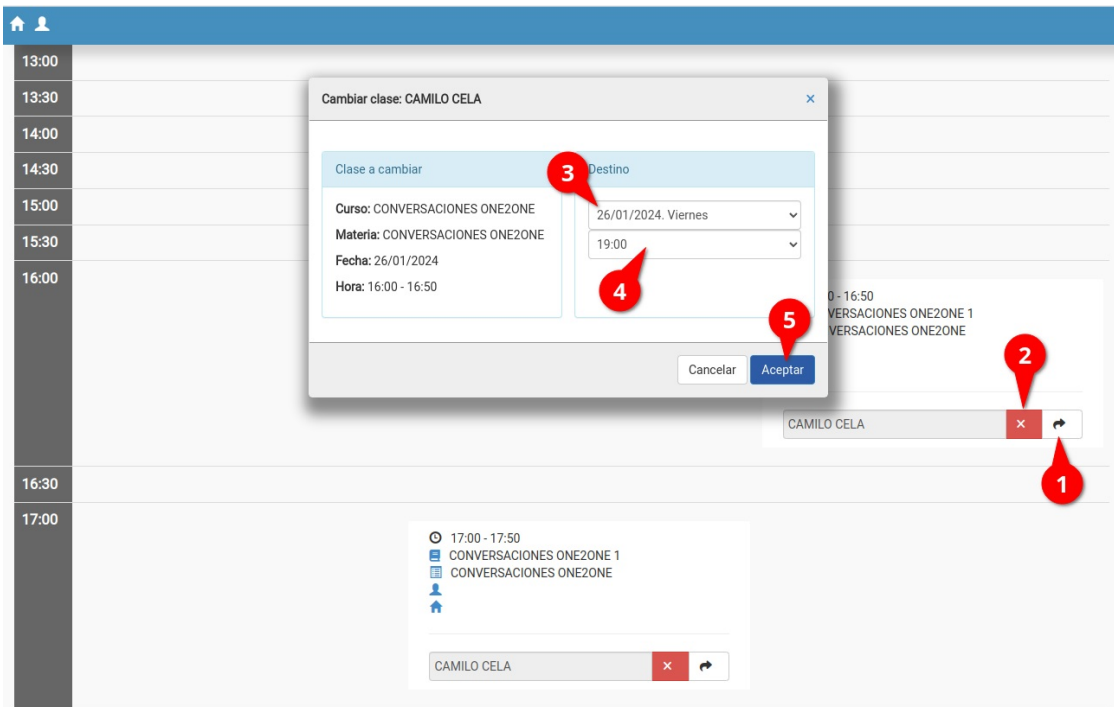 13:00
13:30
14:00
14:30
15:00
15:30
16:00
16:30
17:00
Cambiar clase: CAMILO CELA
×
Clase a cambiar
Curso: CONVERSACIONES ONE2ONE
Materia: CONVERSACIONES ONE2ONE
Fecha: 26/01/2024
Hora: 16:00 - 16:50
3
Destino
26/01/2024. Viernes
19:00
4
5
Cancelar
Aceptar
0 - 16:50
VERSACIONES ONE2ONE 1
VERSACIONES ONE2ONE
2
CAMILO CELA
×
1
17:00 - 17:50
CONVERSACIONES ONE2ONE 1
CONVERSACIONES ONE2ONE
CAMILO CELA
×